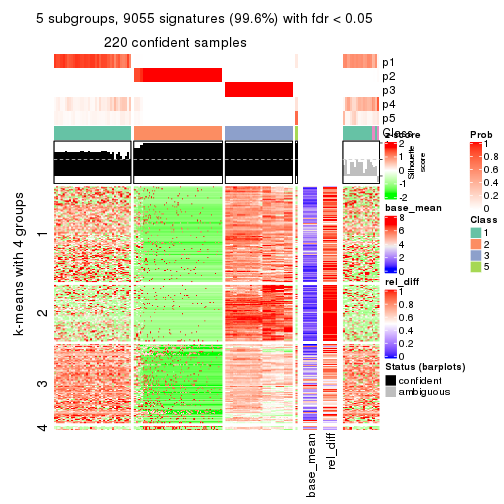 5 subgroups, 9055 signatures (99.6%) with fdr < 0.05
220 confident samples
p1
p2
p3
p4
p5
Class
Silhouette
score
k-means with 4 groups
1
2
3
4
base_mean
rel_diff
z-score
2
1
0
-1
-2
base_mean
8
6
4
2
0
rel_diff
1
0.8
0.6
0.4
0.2
0
Status (barplots)
confident
ambiguous
Prob
1
0.8
0.6
0.4
0.2
0
Class
1
2
3
5